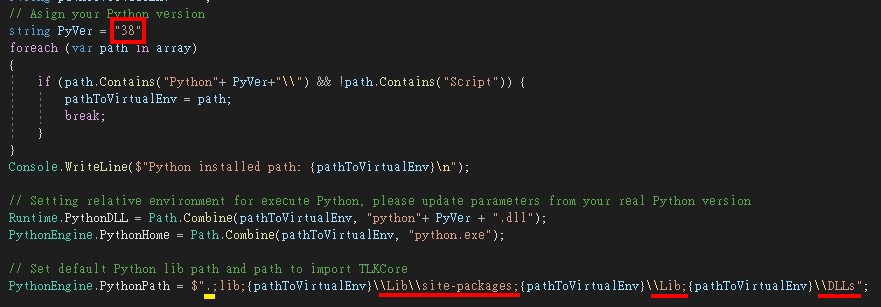 // Asign your Python version
string PyVer = "38"
foreach (var path in array)
{
if (path.Contains("Python"+ PyVer+"\\") && !path.Contains("Script")) {
pathToVirtualEnv = path;
break;
}
}
Console.WriteLine($"Python installed path: {pathToVirtualEnv}\n");
// Setting relative environment for execute Python, please update parameters from your real Python version
Runtime.PythonDLL = Path.Combine(pathToVirtualEnv, "python"+ PyVer + ".dll");
PythonEngine.PythonHome = Path.Combine(pathToVirtualEnv, "python.exe");
// Set default Python lib path and path to import TLKCore
PythonEngine.PythonPath = $".;lib;{pathToVirtualEnv}\\Lib\\site-packages;{pathToVirtualEnv}\\Lib;{pathToVirtualEnv}\\DLLs";